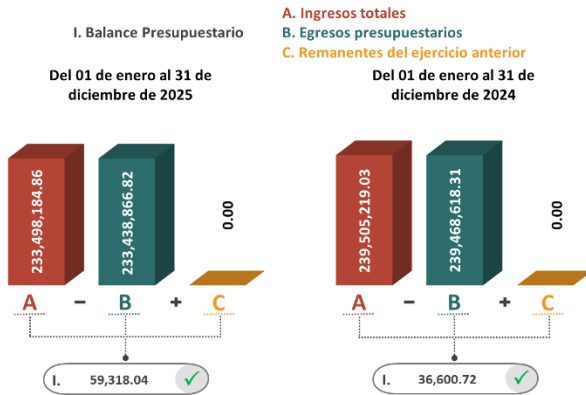 A. Ingresos totales
I. Balance Presupuestario
B. Egresos presupuestarios
C. Remanentes del ejercicio anterior
Del 01 de enero al 31 de
diciembre de 2025
Del 01 de enero al 31 de
diciembre de 2024
233,498,184.86
233,438,866.82
0.00
239,505,219.03
239,468,618.31
0.00
A – B + C
A – B + C
I. 59,318.04 ✓
I. 36,600.72 ✓